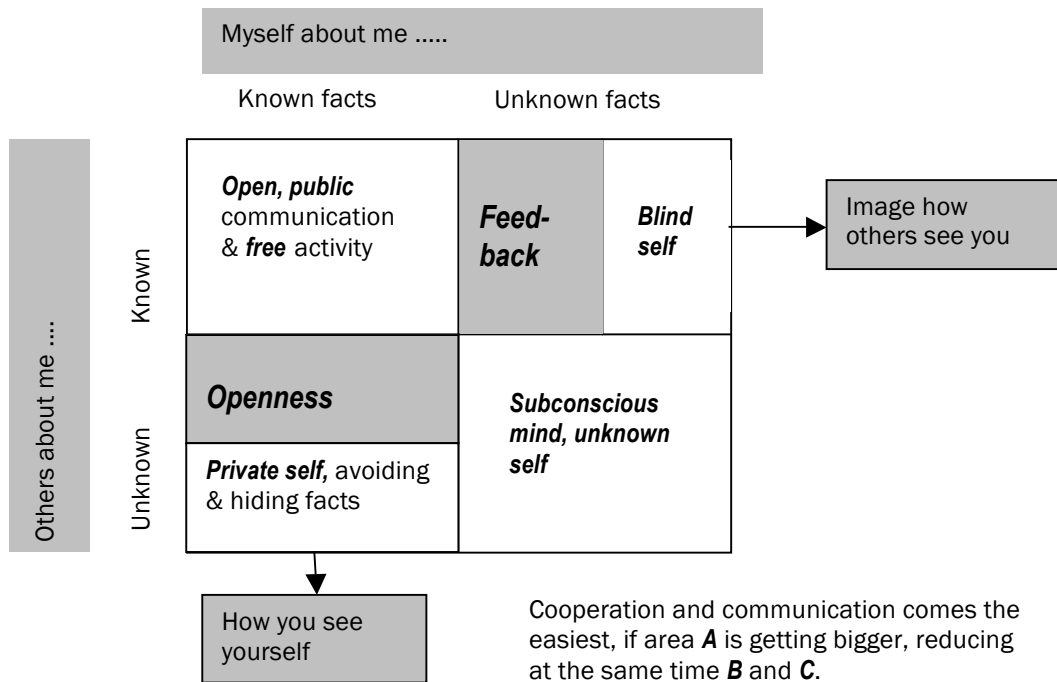 Myself about me .....
Known facts
Unknown facts
Others about me ....
Known
Unknown
Open, public
communication
& free activity
Feed-
back
Blind
self
Image how
others see you
Openness
Private self, avoiding
& hiding facts
Subconscious
mind, unknown
self
How you see
yourself
Cooperation and communication comes the
easiest, if area A is getting bigger, reducing
at the same time B and C.